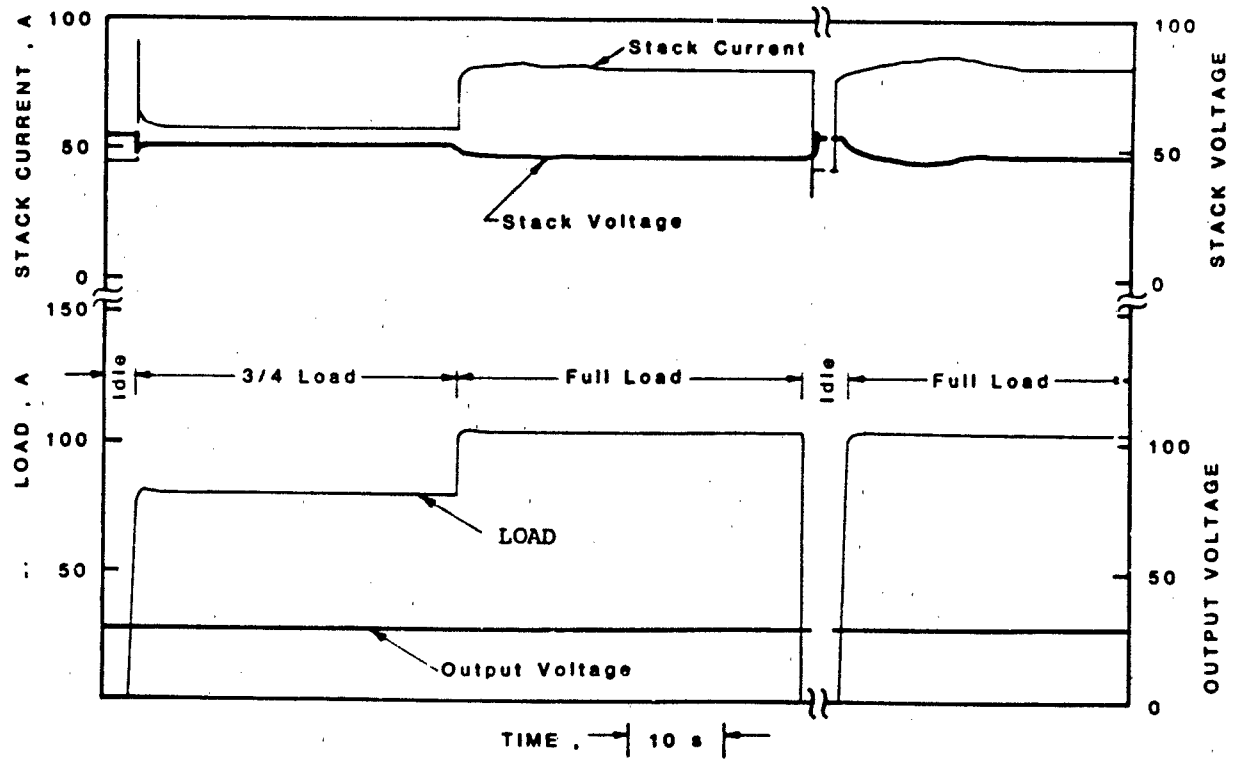 STACK CURRENT, A
100
50
0
STACK VOLTAGE
100
50
0
Stack Current
Stack Voltage
LOAD, A
150
100
50
OUTPUT VOLTAGE
100
50
0
Idle
3/4 Load
Full Load
Idle
Full Load
LOAD
Output Voltage
TIME, 10 s